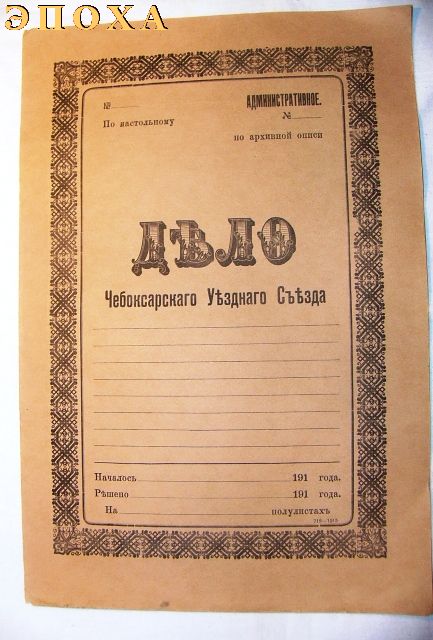 ЭПОХА
№
АДМИНИСТРАТИВНОЕ.
По настольному
№
по архивной описи
ДѢЛО
Чебоксарскаго Уѣзднаго Съѣзда
Началось 191 года.
Рѣшено 191 года.
На полулистахъ